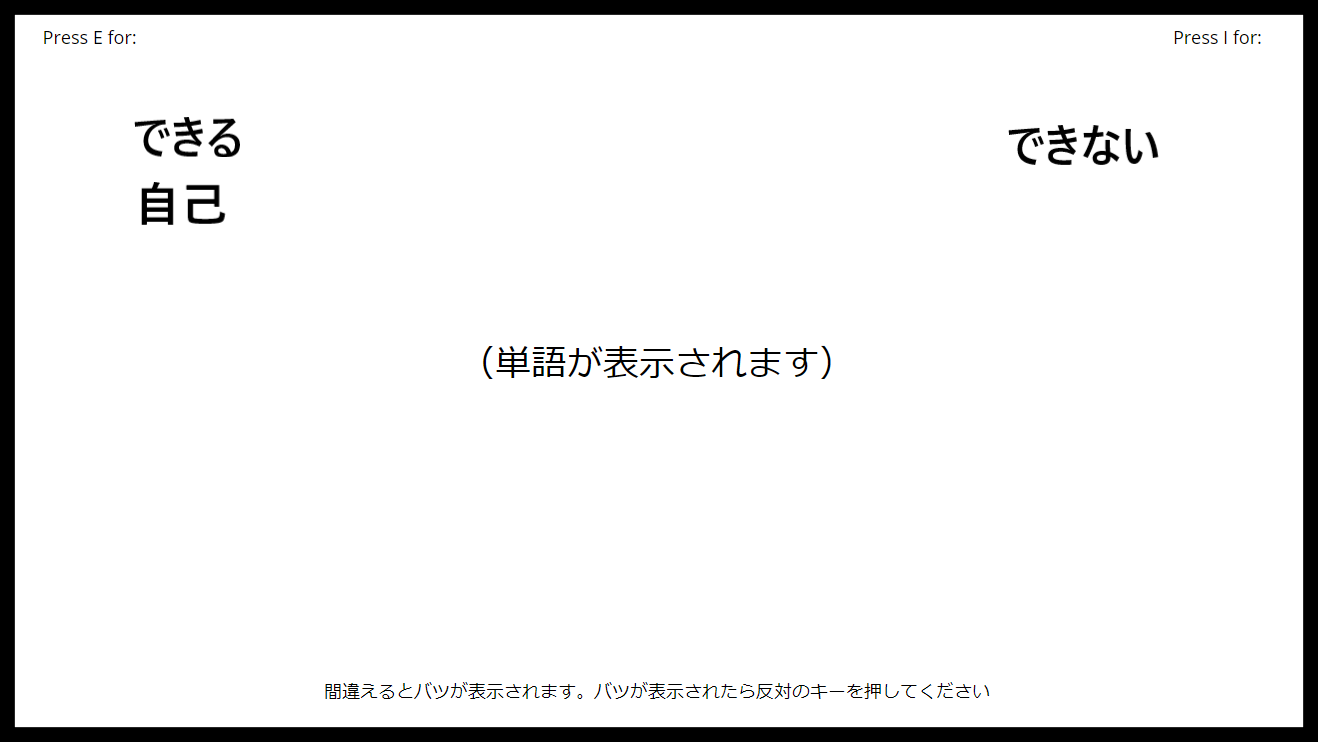 Press E for:
Press I for:
できる
自己
できない
（単語が表示されます）
間違えるとバツが表示されます。バツが表示されたら反対のキーを押してください